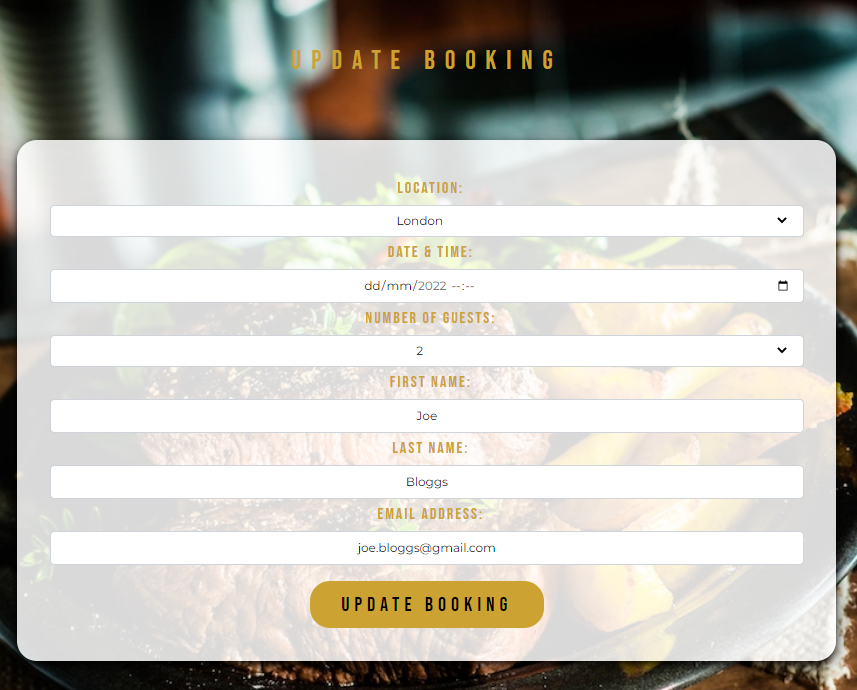 UPDATE BOOKING
LOCATION:
London
DATE & TIME:
dd/mm/2022 --:--
NUMBER OF GUESTS:
2
FIRST NAME:
Joe
LAST NAME:
Bloggs
EMAIL ADDRESS:
joe.bloggs@gmail.com
UPDATE BOOKING